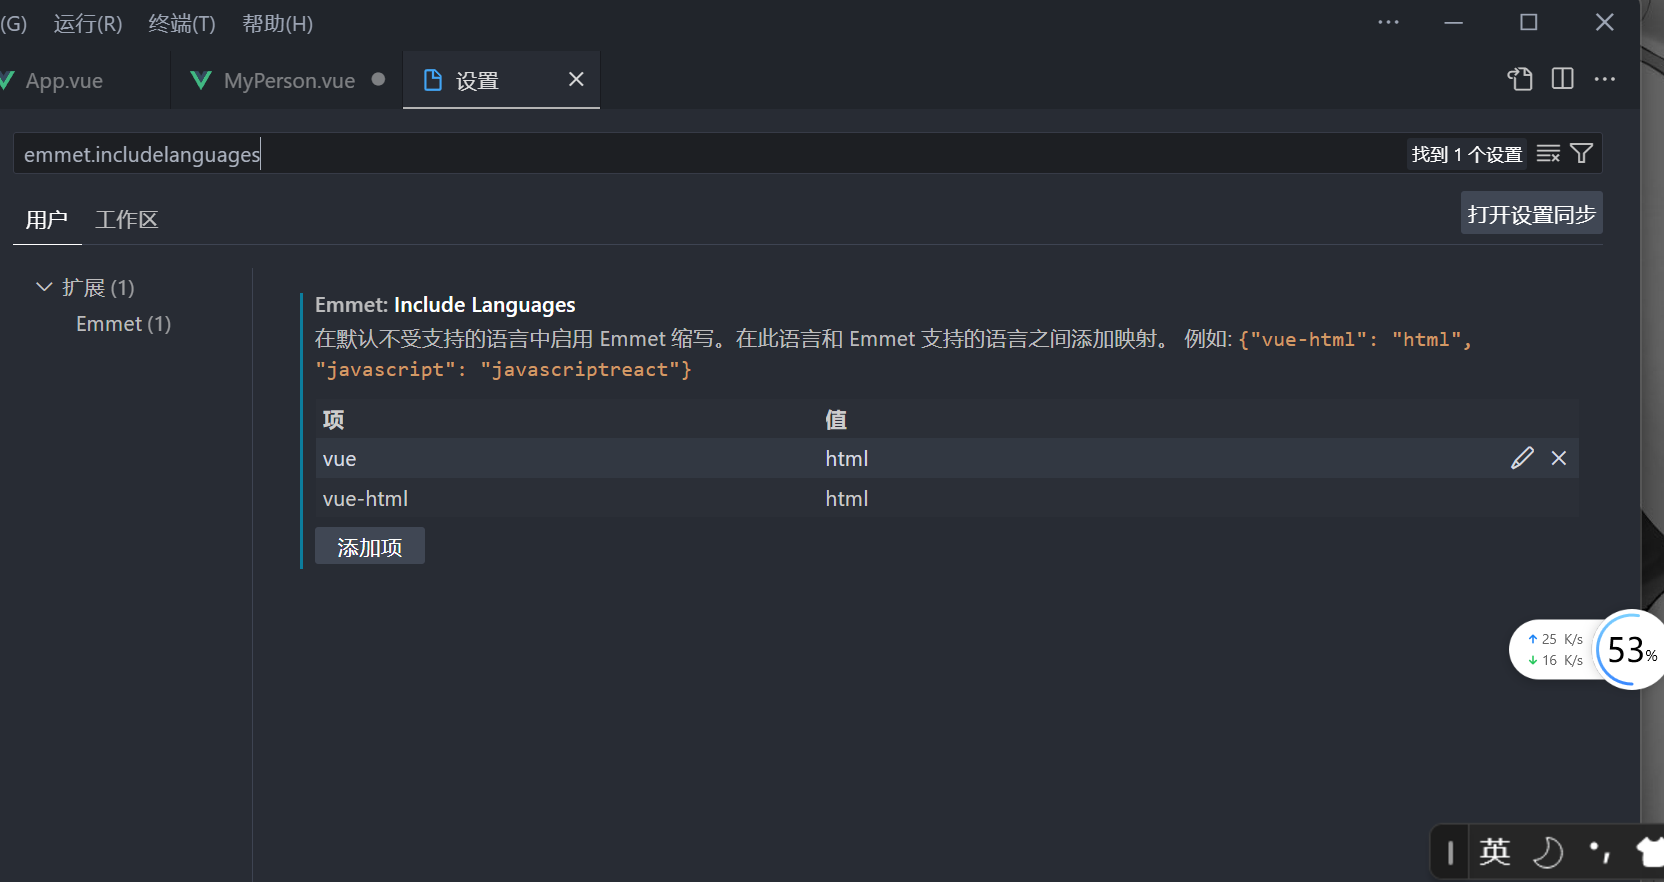 (G) 运行(R) 终端(T) 帮助(H)
App.vue MyPerson.vue 设置
emmet.includelanguages 找到 1 个设置
用户 工作区 打开设置同步
扩展 (1)
Emmet (1)
Emmet: Include Languages
在默认不受支持的语言中启用 Emmet 缩写。在此语言和 Emmet 支持的语言之间添加映射。 例如: {"vue-html": "html",
"javascript": "javascriptreact"}
项 值
vue html
vue-html html
添加项
25 K/s
16 K/s
53%
英